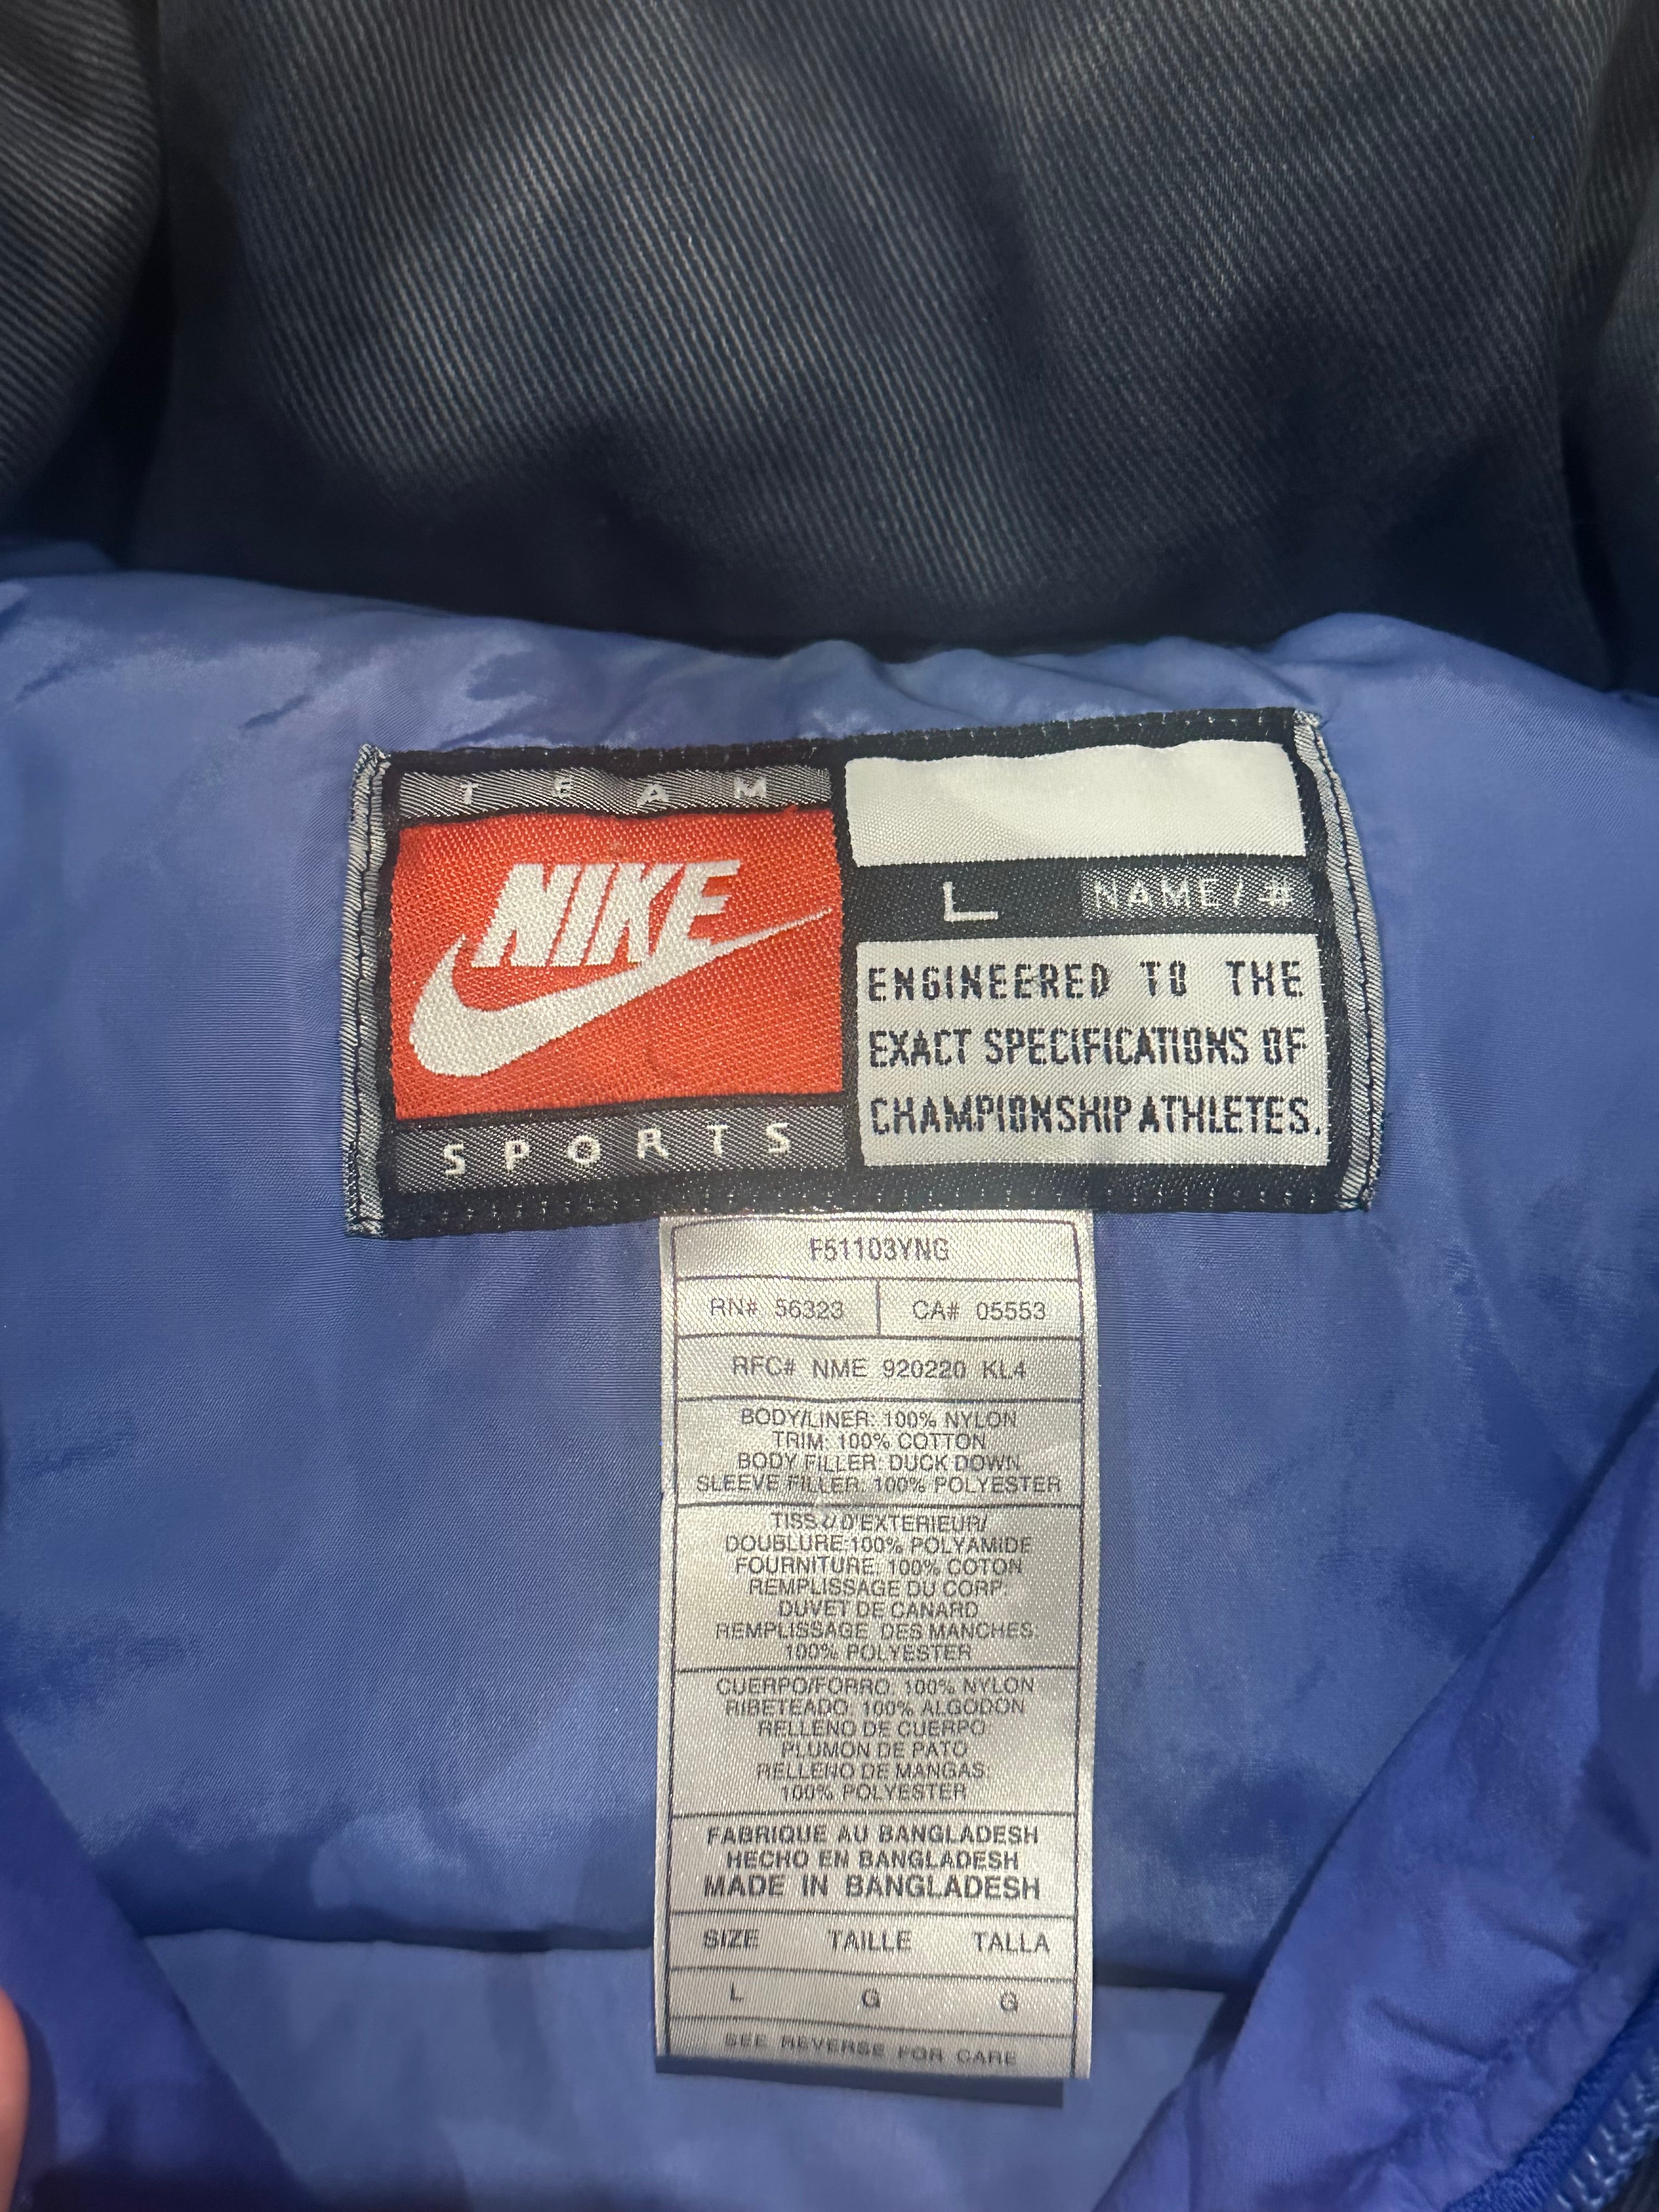 TEAM
NIKE
SPORTS
L NAME/#
ENGINEERED TO THE
EXACT SPECIFICATIONS OF
CHAMPIONSHIP ATHLETES.
F51103YNG
RN# 56323 CA# 05553
RFC# NME 920220 KL4
BODY/LINER: 100% NYLON
TRIM: 100% COTTON
BODY FILLER: DUCK DOWN
SLEEVE FILLER: 100% POLYESTER
TISSU D'EXTERIEUR/
DOUBLURE:100% POLYAMIDE
FOURNITURE: 100% COTON
REMPLISSAGE DU CORP:
DUVET DE CANARD
REMPLISSAGE DES MANCHES:
100% POLYESTER
CUERPO/FORRO: 100% NYLON
RIBETEADO: 100% ALGODON
RELLENO DE CUERPO:
PLUMON DE PATO
RELLENO DE MANGAS:
100% POLYESTER
FABRIQUE AU BANGLADESH
HECHO EN BANGLADESH
MADE IN BANGLADESH
SIZE TAILLE TALLA
L G G
SEE REVERSE FOR CARE